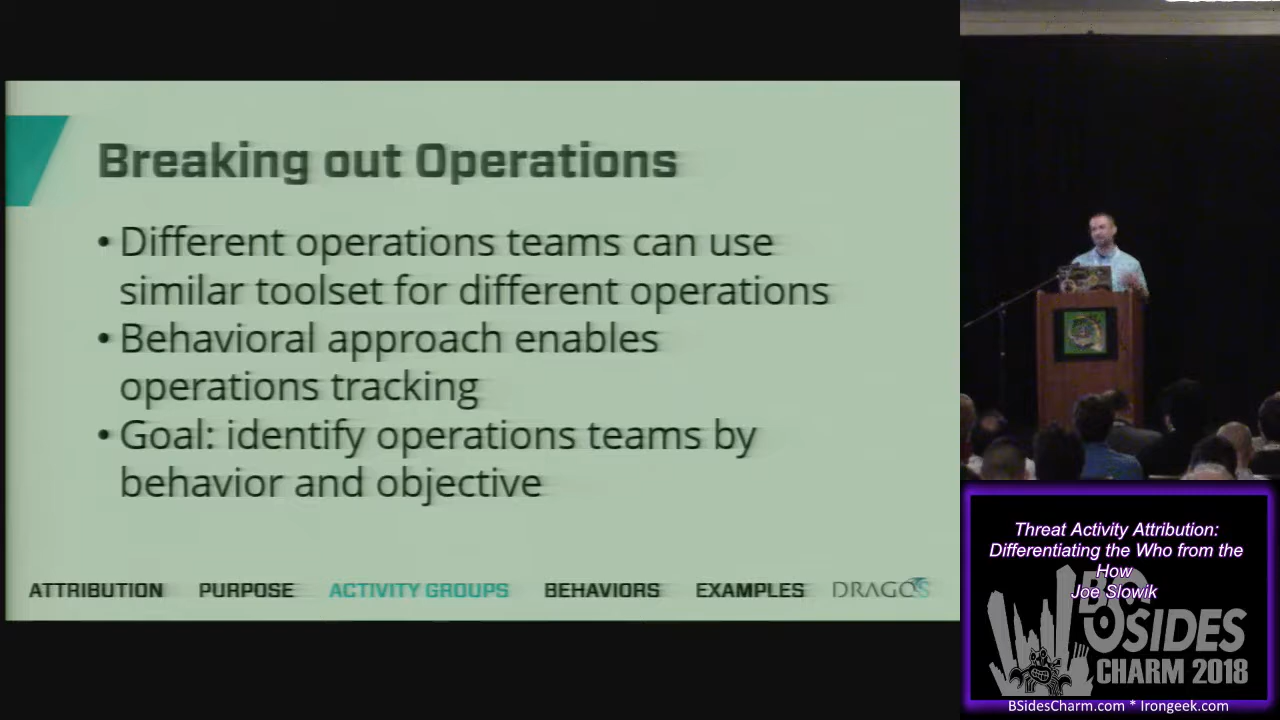 Breaking out Operations
• Different operations teams can use
similar toolset for different operations
• Behavioral approach enables
operations tracking
• Goal: identify operations teams by
behavior and objective
ATTRIBUTION PURPOSE ACTIVITY GROUPS BEHAVIORS EXAMPLES DRAGOS
Threat Activity Attribution:
Differentiating the Who from the
How
Joe Slowik
BSIDES
CHARM 2018
BSidesCharm.com * Irongeek.com